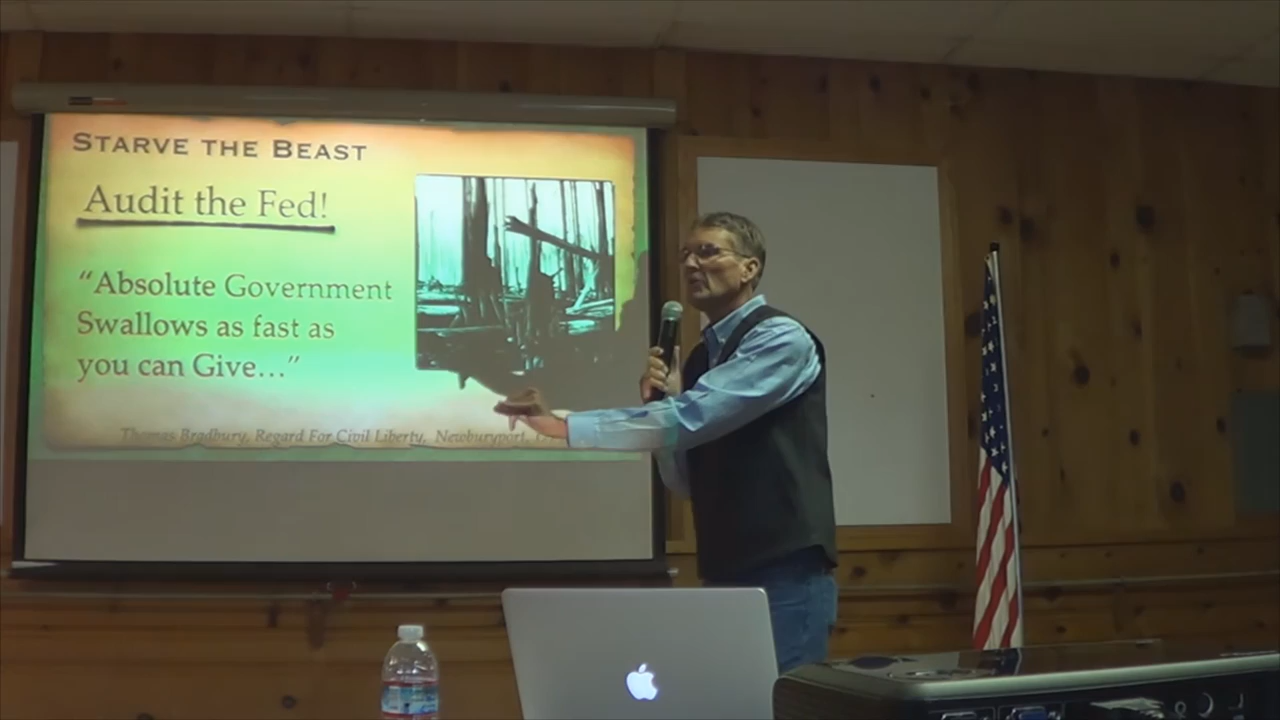 STARVE THE BEAST
Audit the Fed!
“Absolute Government
Swallows as fast as
you can Give...”
Thomas Bradbury, Regard For Civil Liberty, Newburyport,